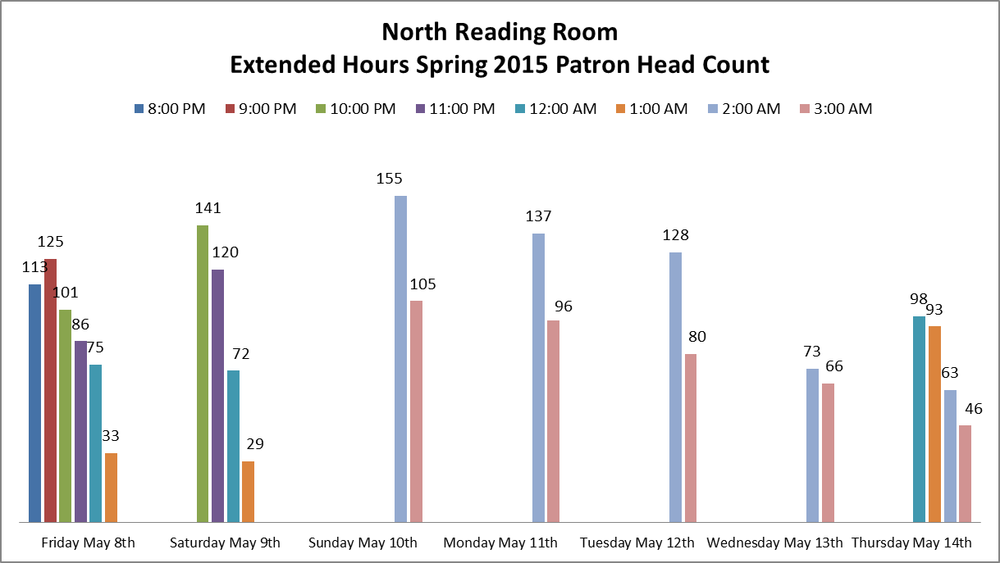 North Reading Room
Extended Hours Spring 2015 Patron Head Count
8:00 PM 9:00 PM 10:00 PM 11:00 PM 12:00 AM 1:00 AM 2:00 AM 3:00 AM
113 125 101 86 75 33
141 120 72 29
155 105
137 96
128 80
73 66
98 93 63 46
Friday May 8th Saturday May 9th Sunday May 10th Monday May 11th Tuesday May 12th Wednesday May 13th Thursday May 14th